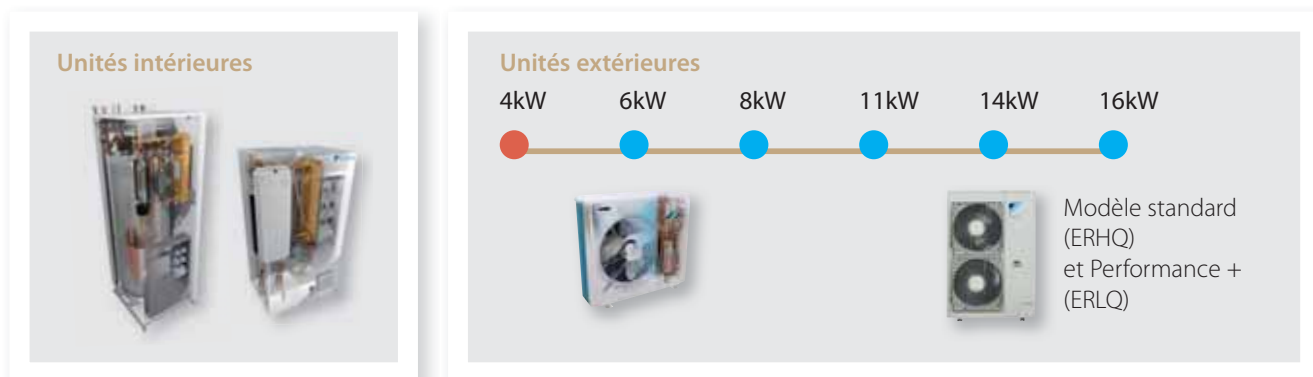 Unités intérieures
Unités extérieures
4kW 6kW 8kW 11kW 14kW 16kW
Modèle standard
(ERHQ)
et Performance +
(ERLQ)